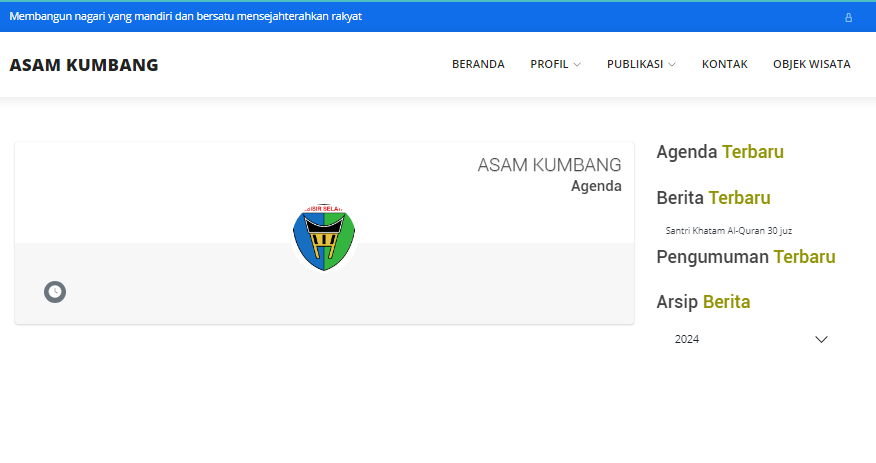 Membangun nagari yang mandiri dan bersatu mensejahterahkan rakyat
ASAM KUMBANG
BERANDA PROFIL PUBLIKASI KONTAK OBJEK WISATA
ASAM KUMBANG
Agenda
Agenda Terbaru
Berita Terbaru
Santri Khatam Al-Quran 30 juz
Pengumuman Terbaru
Arsip Berita
2024